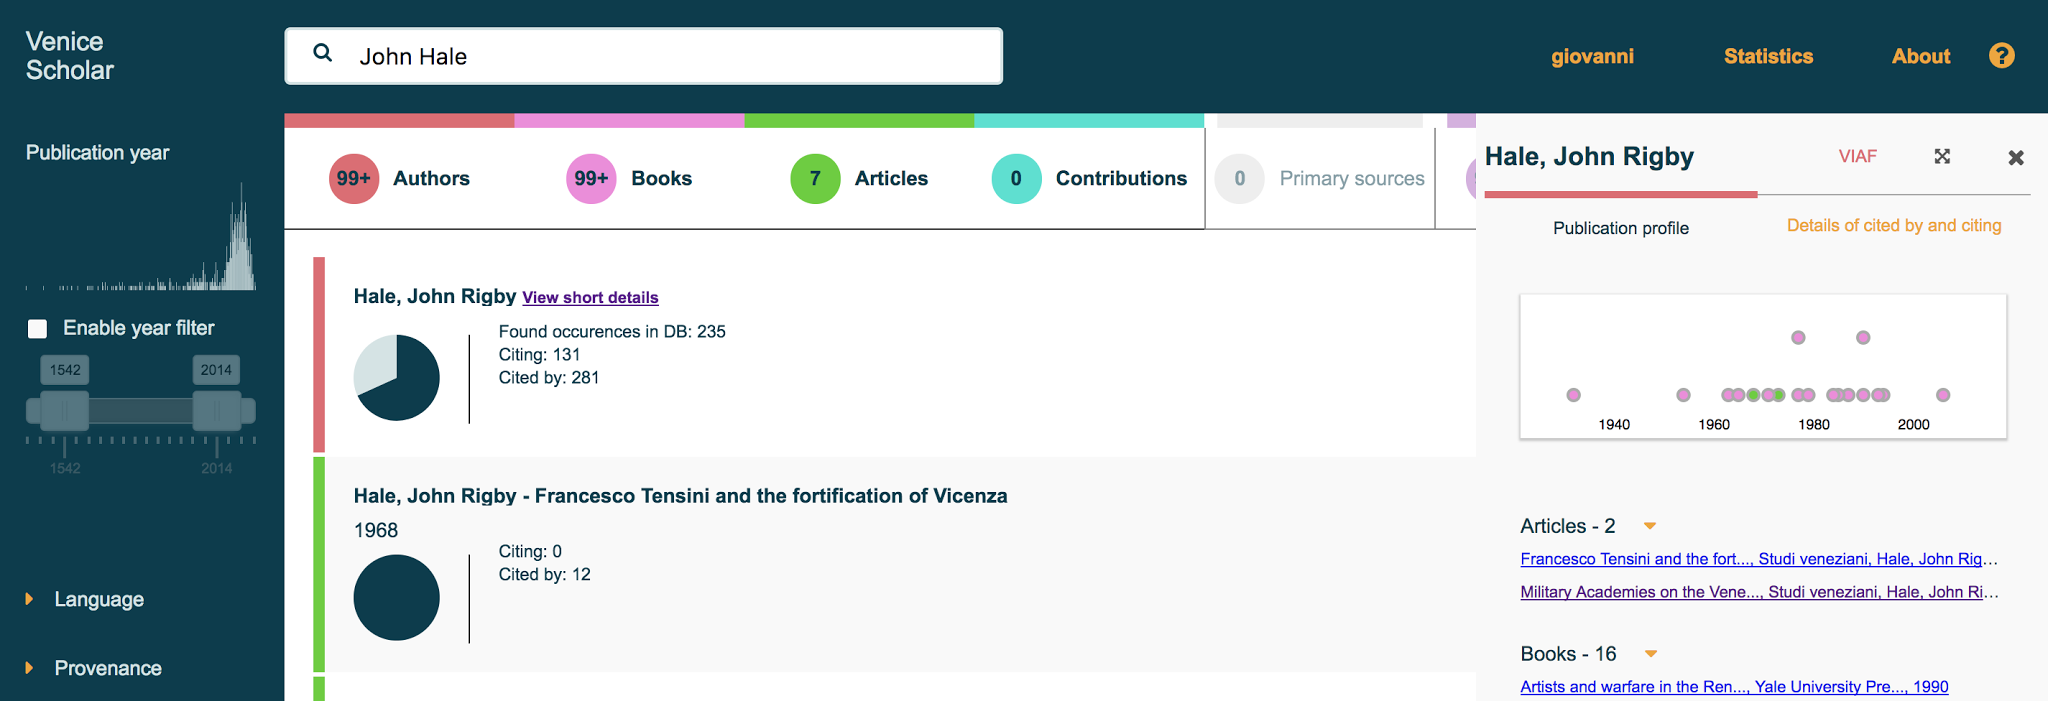 Venice
Scholar
John Hale
giovanni
Statistics
About
?
Publication year
Enable year filter
1542
2014
1542
2014
Language
Provenance
99+ Authors
99+ Books
7 Articles
0 Contributions
0 Primary sources
Hale, John Rigby View short details
Found occurences in DB: 235
Citing: 131
Cited by: 281
Hale, John Rigby - Francesco Tensini and the fortification of Vicenza
1968
Citing: 0
Cited by: 12
Hale, John Rigby
VIAF
Publication profile
Details of cited by and citing
1940 1960 1980 2000
Articles - 2
Francesco Tensini and the fort..., Studi veneziani, Hale, John Rig...
Military Academies on the Vene..., Studi veneziani, Hale, John Ri...
Books - 16
Artists and warfare in the Ren..., Yale University Pre..., 1990